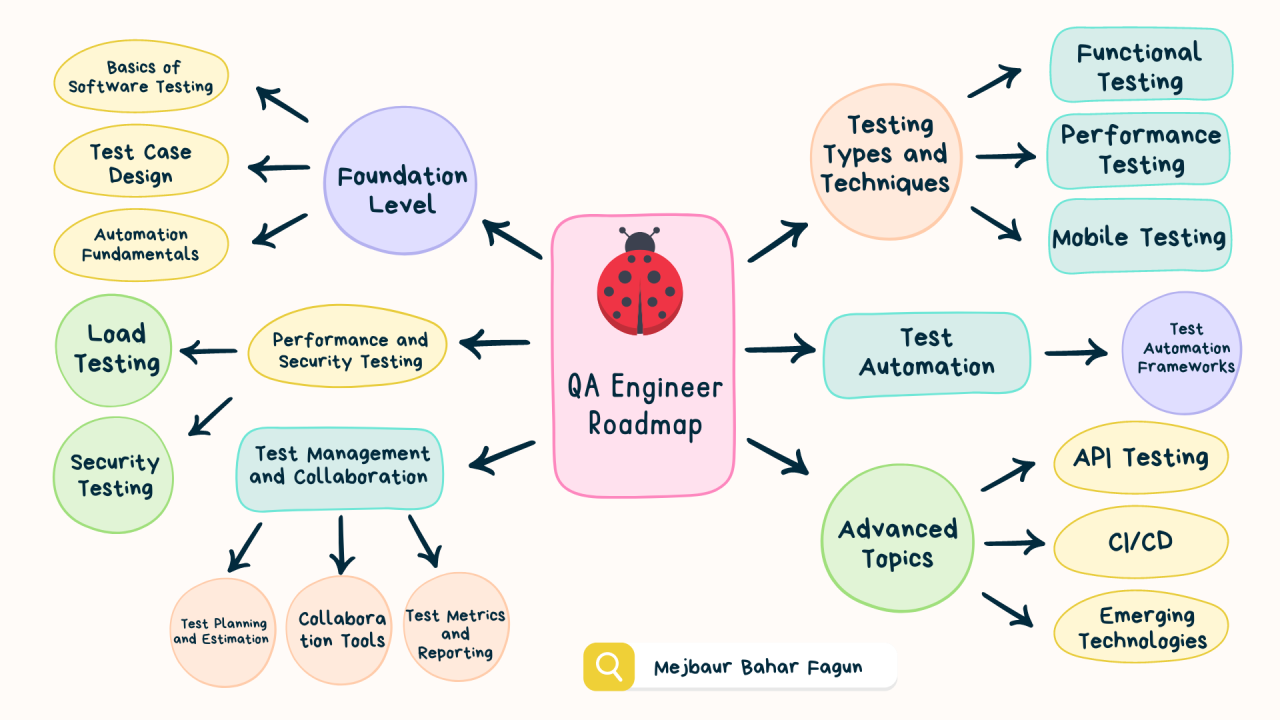 QA Engineer
Roadmap
Foundation
Level
Basics of
Software Testing
Test Case
Design
Automation
Fundamentals
Performance and
Security Testing
Load
Testing
Security
Testing
Test Management
and Collaboration
Test Planning
and Estimation
Collabora
tion Tools
Test Metrics
and
Reporting
Testing
Types and
Techniques
Functional
Testing
Performance
Testing
Mobile Testing
Test
Automation
Test
Automation
Frameworks
Advanced
Topics
API Testing
CI/CD
Emerging
Technologies
Mejbaur Bahar Fagun